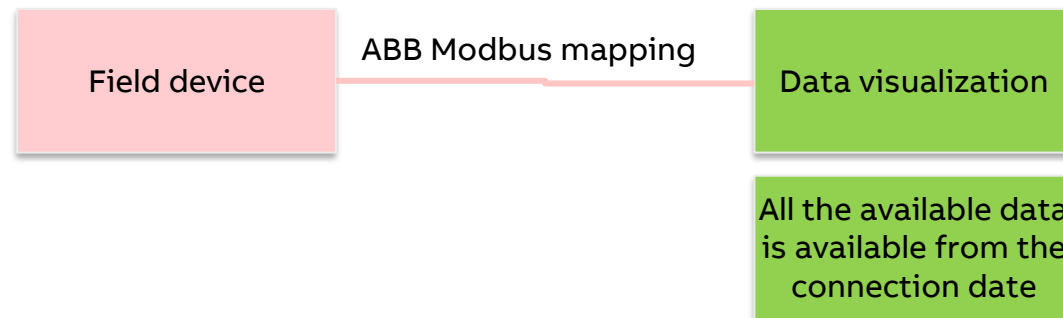 ABB Modbus mapping
Field device
Data visualization
All the available data
is available from the
connection date